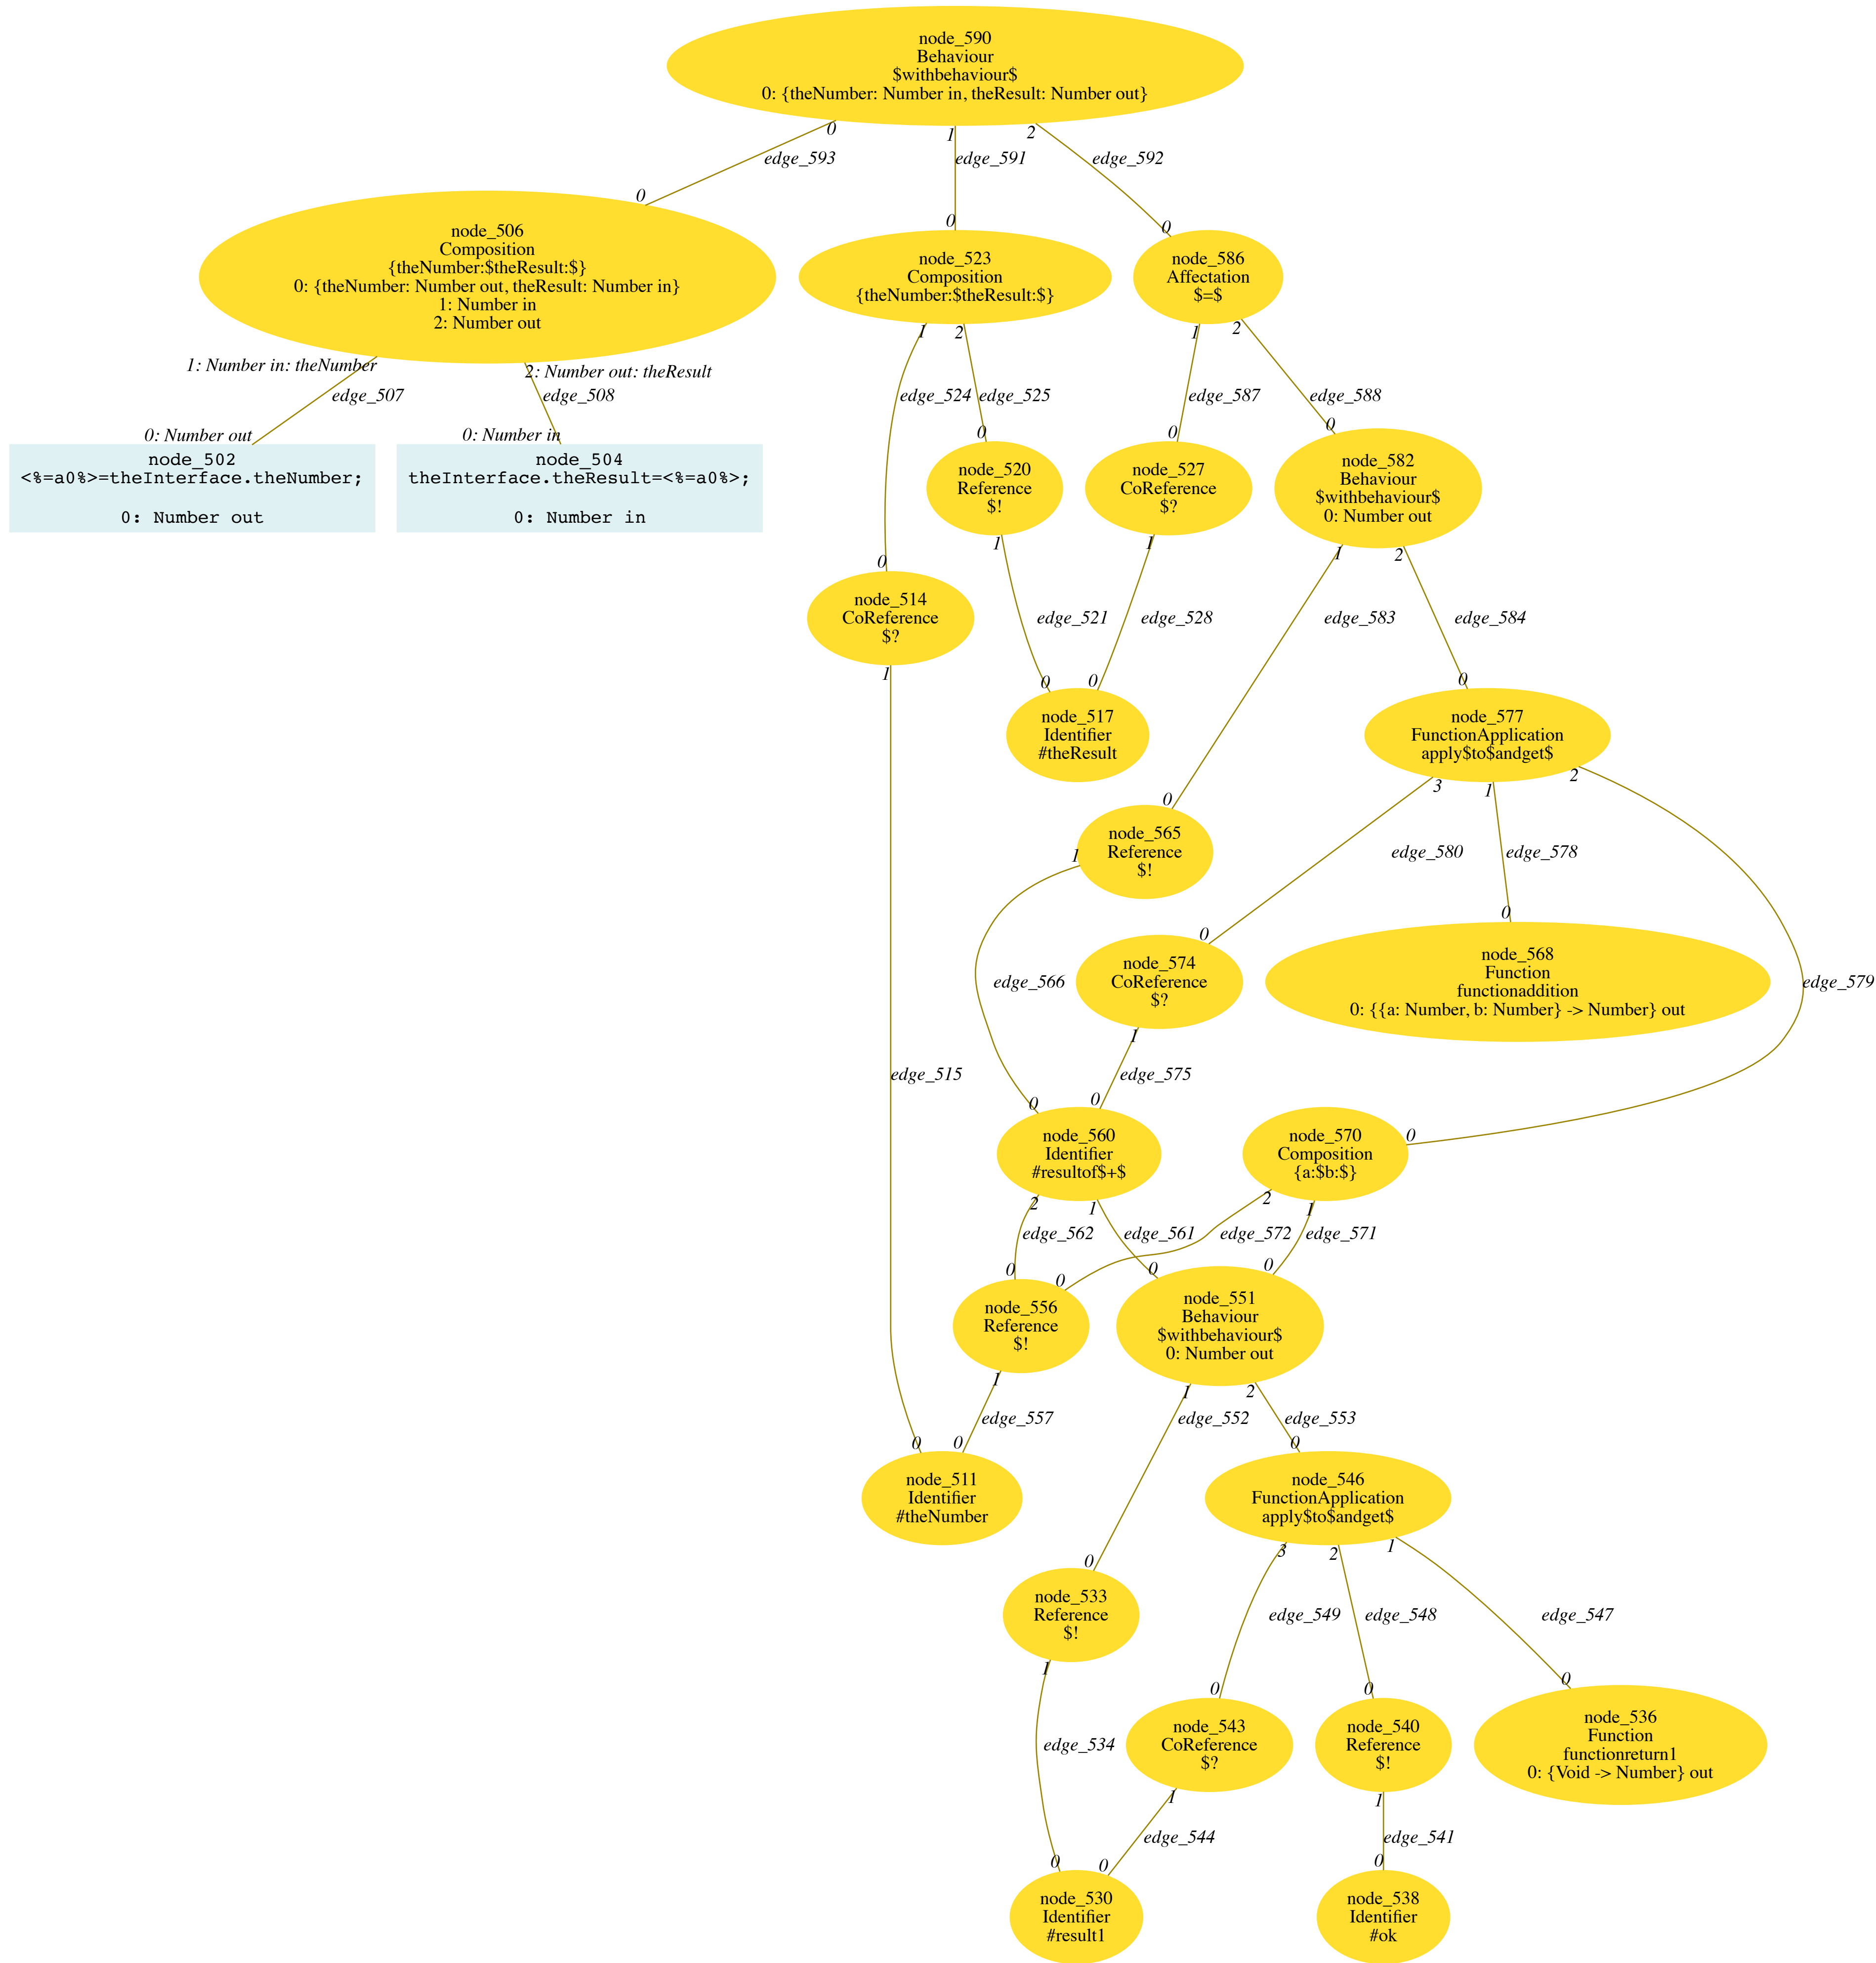 node_590
Behaviour
$withbehaviour$
0: {theNumber: Number in, theResult: Number out}
0
1
2
edge_593
edge_591
edge_592
0
0
0
node_506
Composition
{theNumber:$theResult:$}
0: {theNumber: Number out, theResult: Number in}
1: Number in
2: Number out
node_523
Composition
{theNumber:$theResult:$}
node_586
Affectation
$=$
1: Number in: theNumber
2: Number out: theResult
1
2
1
2
edge_507
edge_508
edge_524
edge_525
edge_587
edge_588
0: Number out
0: Number in
0
0
0
node_502
<%=a0%>=theInterface.theNumber;
0: Number out
node_504
theInterface.theResult=<%=a0%>;
0: Number in
node_520
Reference
$!
node_527
CoReference
$?
node_582
Behaviour
$withbehaviour$
0: Number out
1
1
1
2
0
node_514
CoReference
$?
edge_521
edge_528
edge_583
edge_584
1
0
0
0
node_517
Identifier
#theResult
node_577
FunctionApplication
apply$to$andget$
3
1
2
0
node_565
Reference
$!
1
edge_580
edge_578
0
0
node_574
CoReference
$?
node_568
Function
functionaddition
0: {{a: Number, b: Number} -> Number} out
edge_566
edge_579
1
edge_515
edge_575
0
0
0
node_560
Identifier
#resultof$+$
node_570
Composition
{a:$b:$}
2
1
2
1
edge_562
edge_561
edge_572
edge_571
0
0
0
0
node_556
Reference
$!
node_551
Behaviour
$withbehaviour$
0: Number out
1
1
2
edge_557
edge_552
edge_553
0
0
0
node_511
Identifier
#theNumber
node_546
FunctionApplication
apply$to$andget$
3
2
1
0
node_533
Reference
$!
edge_549
edge_548
edge_547
1
0
0
0
edge_534
node_543
CoReference
$?
node_540
Reference
$!
node_536
Function
functionreturn1
0: {Void -> Number} out
1
1
edge_544
edge_541
0
0
0
node_530
Identifier
#result1
node_538
Identifier
#ok